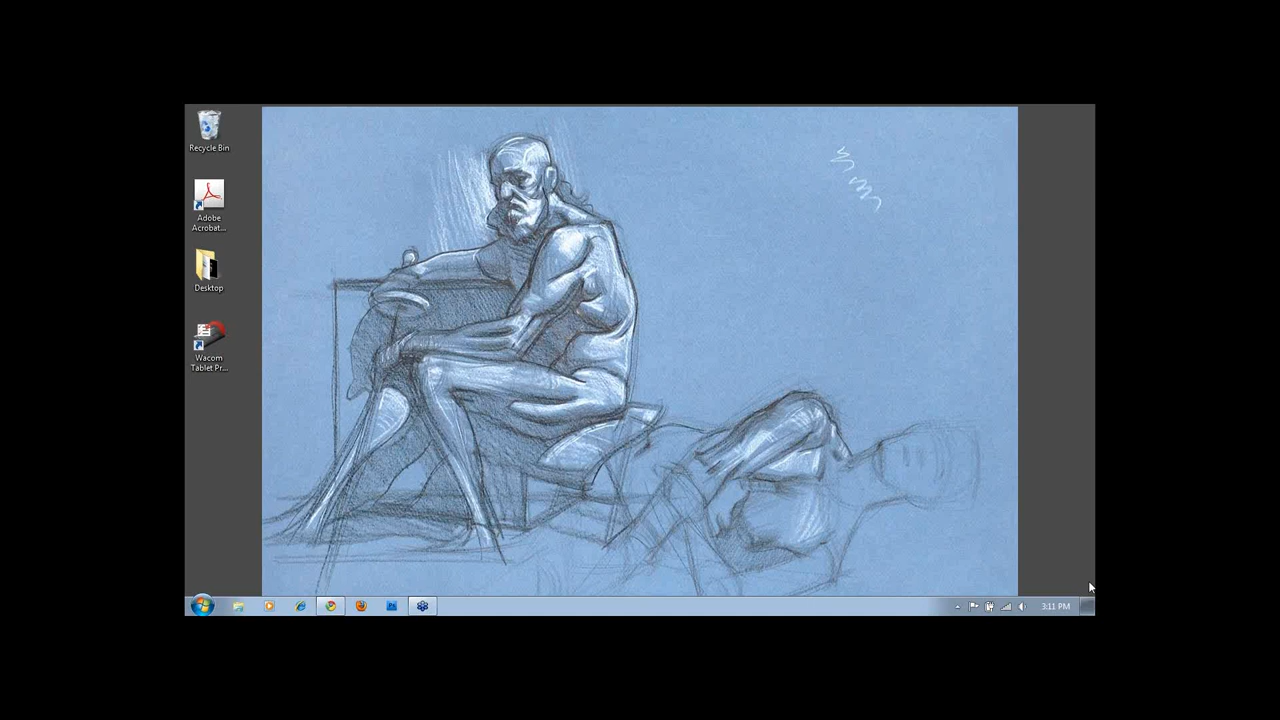 Recycle Bin
Adobe
Acrobat...
Desktop
Wacom
Tablet Pr...
3:11 PM